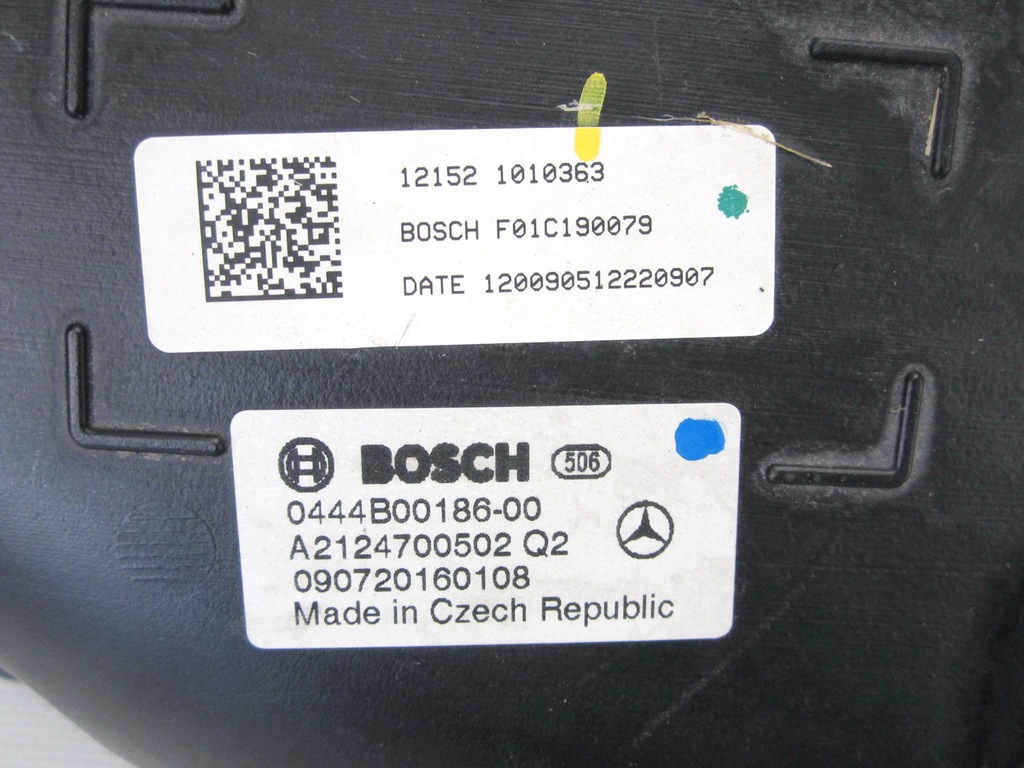 12152 1010363
BOSCH F01C190079
DATE 120090512220907
BOSCH 506
0444B00186-00
A2124700502 Q2
090720160108
Made in Czech Republic